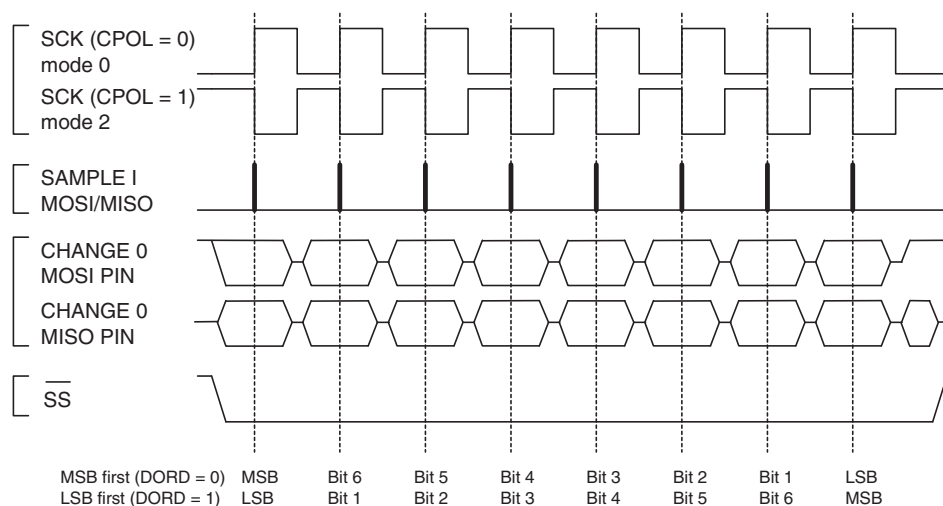 SCK (CPOL = 0)
mode 0
SCK (CPOL = 1)
mode 2
SAMPLE I
MOSI/MISO
CHANGE 0
MOSI PIN
CHANGE 0
MISO PIN
SS
MSB first (DORD = 0) MSB Bit 6 Bit 5 Bit 4 Bit 3 Bit 2 Bit 1 LSB
LSB first (DORD = 1) LSB Bit 1 Bit 2 Bit 3 Bit 4 Bit 5 Bit 6 MSB